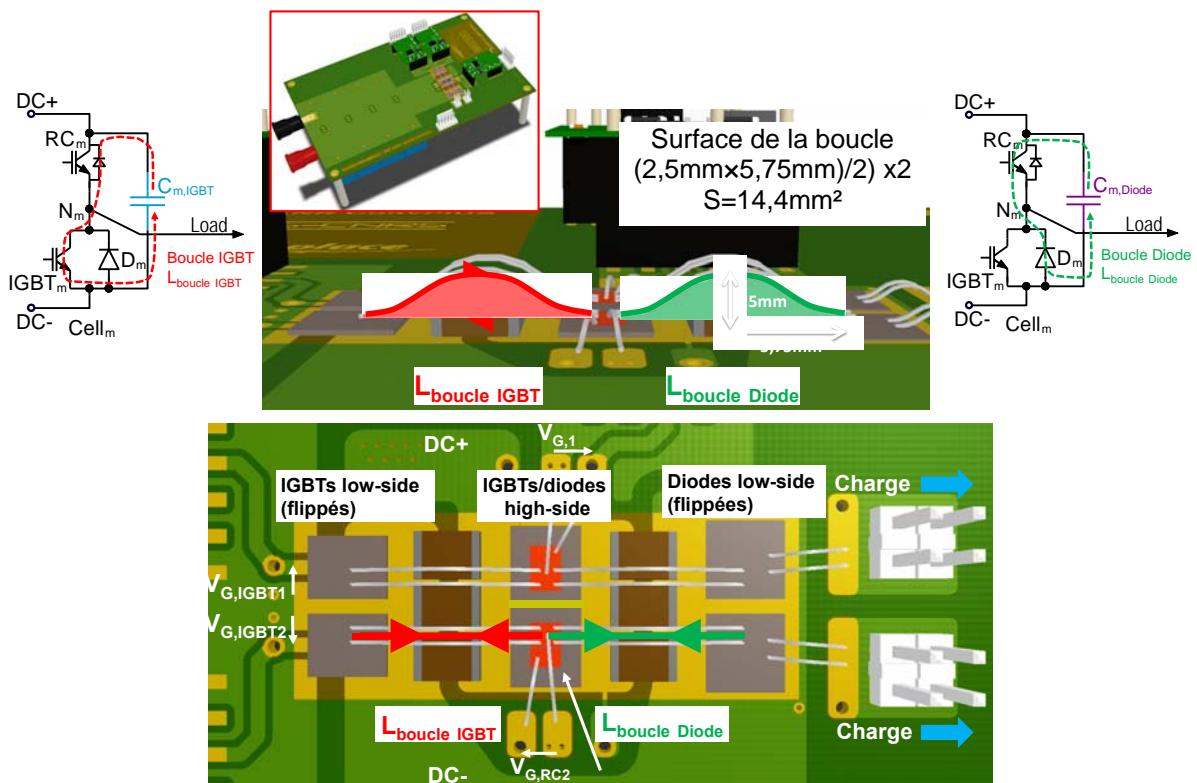 DC+
RCm
Cm,IGBT
Nm
Load
Boucle IGBT
Lboucle IGBT
IGBTm
Dm
DC-
Cellm
Surface de la boucle
(2,5mm×5,75mm)/2) x2
S=14,4mm²
5mm
Lboucle IGBT
Lboucle Diode
DC+
RCm
Cm,Diode
Nm
Load
Boucle Diode
Lboucle Diode
IGBTm
Dm
DC-
Cellm
DC+
VG,1
IGBTs low-side
(flippés)
IGBTs/diodes
high-side
Diodes low-side
(flippées)
Charge
VG,IGBT1
VG,IGBT2
Lboucle IGBT
Lboucle Diode
Charge
VG,RC2
DC-